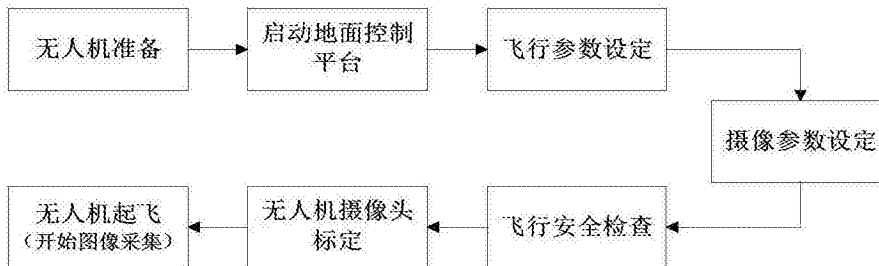 无人机准备
启动地面控制
平台
飞行参数设定
摄像参数设定
飞行安全检查
无人机摄像头
标定
无人机起飞
（开始图像采集）